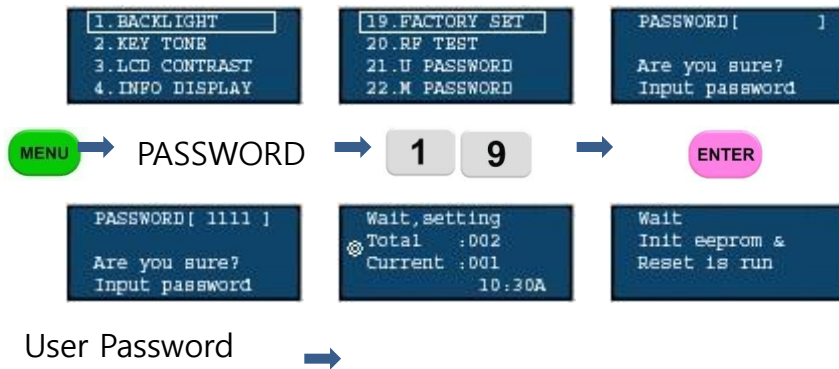 1.BACKLIGHT
2.KEY TONE
3.LCD CONTRAST
4.INFO DISPLAY
19.FACTORY SET
20.RF TEST
21.U PASSWORD
22.M PASSWORD
PASSWORD[ ]
Are you sure?
Input password
MENU
PASSWORD
1
9
ENTER
PASSWORD[ 1111 ]
Are you sure?
Input password
Wait,setting
Total :002
Current :001
10:30A
Wait
Init eeprom &
Reset is run
User Password